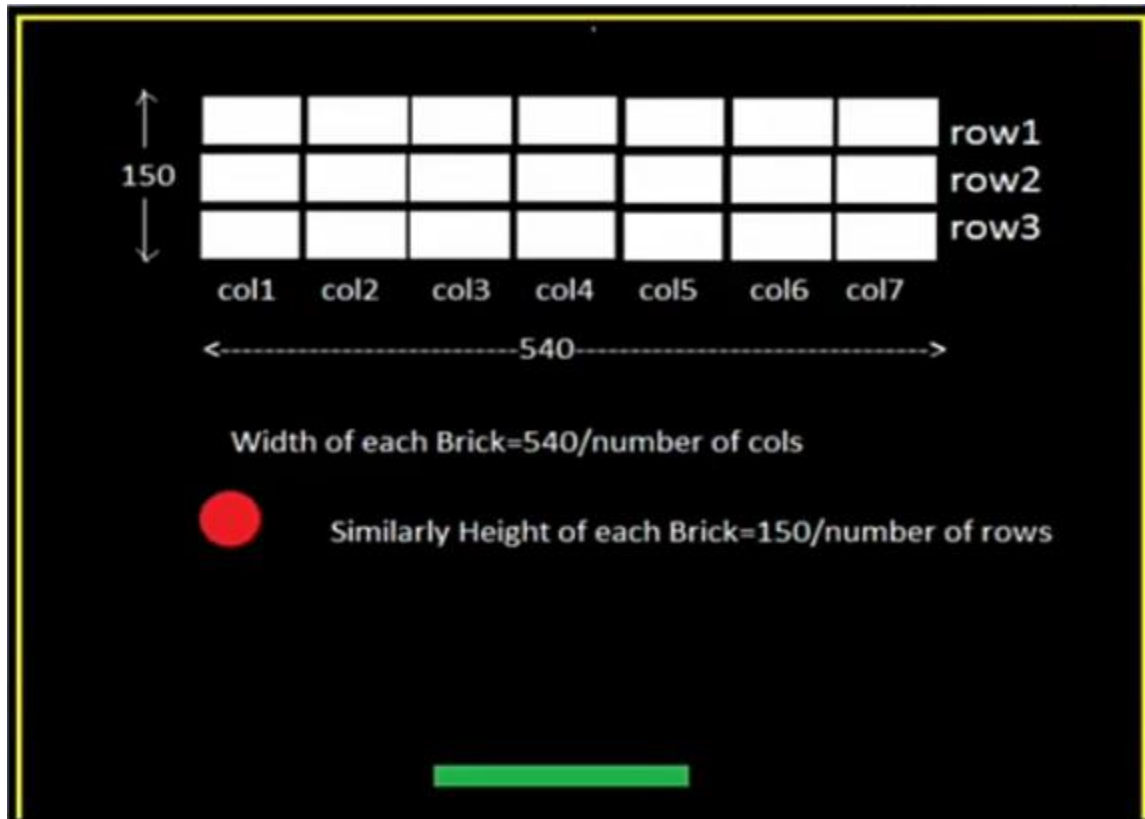 row1
150
row2
row3
col1 col2 col3 col4 col5 col6 col7
<----------------------------540---------------------------------->
Width of each Brick=540/number of cols
Similarly Height of each Brick=150/number of rows